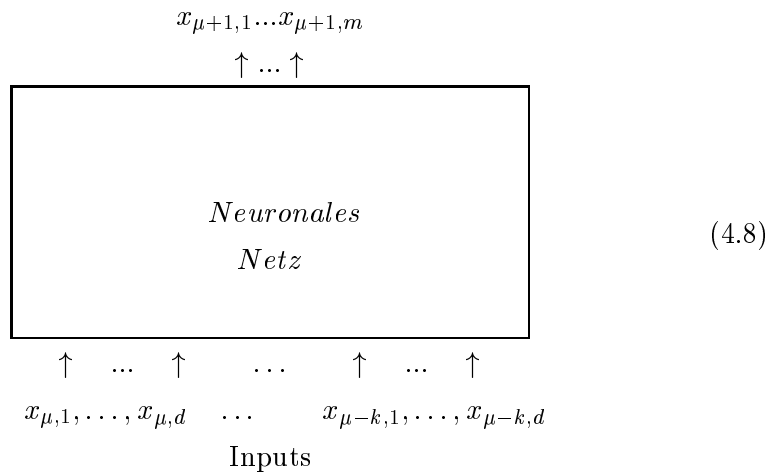 x_{μ+1,1}...x_{μ+1,m}
↑ ... ↑
Neuronales
Netz
(4.8)
↑ ... ↑ ... ↑ ... ↑
x_{μ,1}, ..., x_{μ,d} ... x_{μ−k,1}, ..., x_{μ−k,d}
Inputs